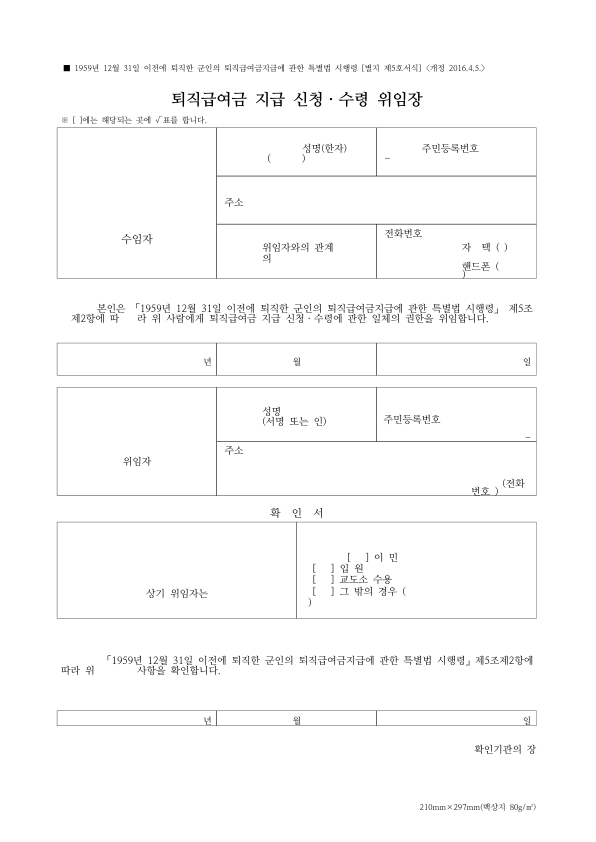 ■ 1959년 12월 31일 이전에 퇴직한 군인의 퇴직급여금지급에 관한 특별법 시행령 [별지 제5호서식] 〈개정 2016.4.5.〉
퇴직급여금 지급 신청ㆍ수령 위임장
※ [ ]에는 해당되는 곳에 √표를 합니다.
수임자
성명(한자)
( )
주민등록번호
–
주소
위임자와의 관계
의
전화번호
자 택 ( )
핸드폰 (
)
본인은 「1959년 12월 31일 이전에 퇴직한 군인의 퇴직급여금지급에 관한 특별법 시행령」 제5조
제2항에 따 라 위 사람에게 퇴직급여금 지급 신청ㆍ수령에 관한 일체의 권한을 위임합니다.
년 월 일
위임자
성명
(서명 또는 인)
주민등록번호
–
주소
(전화
번호 )
확 인 서
상기 위임자는
[ ] 이 민
[ ] 입 원
[ ] 교도소 수용
[ ] 그 밖의 경우 (
)
「1959년 12월 31일 이전에 퇴직한 군인의 퇴직급여금지급에 관한 특별법 시행령」제5조제2항에
따라 위 사항을 확인합니다.
년 월 일
확인기관의 장
210mm×297mm(백상지 80g/㎡)